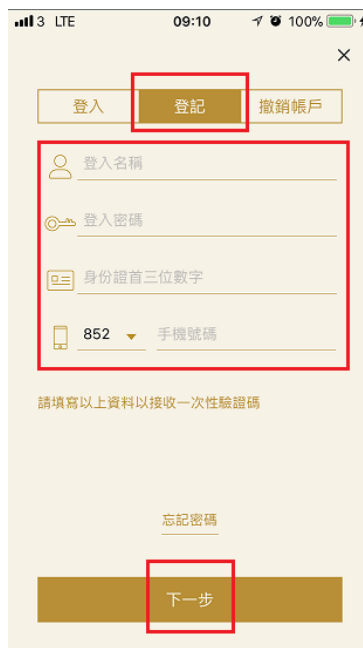 3 LTE 09:10 100%
登入 登記 撤銷帳戶
登入名稱
登入密碼
身份證首三位數字
852 手機號碼
請填寫以上資料以接收一次性驗證碼
忘記密碼
下一步